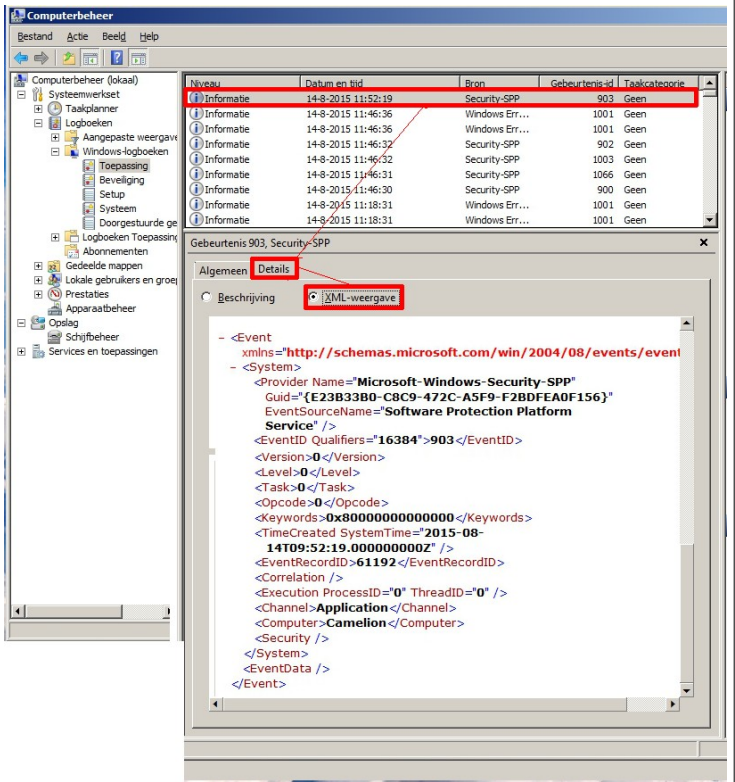 Computerbeheer
Bestand Actie Beeld Help
Computerbeheer (lokaal)
Systeemwerkset
Taakplanner
Logboeken
Aangepaste weergave
Windows-logboeken
Toepassing
Beveiliging
Setup
Systeem
Doorgestuurde ge
Logboeken Toepassing
Abonnementen
Gedeelde mappen
Lokale gebruikers en groep
Prestaties
Apparaatbeheer
Opslag
Schijfbeheer
Services en toepassingen
Niveau Datum en tijd Bron Gebeurtenis-id Taakcategorie
Informatie 14-8-2015 11:52:19 Security-SPP 903 Geen
Informatie 14-8-2015 11:46:36 Windows Err... 1001 Geen
Informatie 14-8-2015 11:46:36 Windows Err... 1001 Geen
Informatie 14-8-2015 11:46:32 Security-SPP 902 Geen
Informatie 14-8-2015 11:46:32 Security-SPP 1003 Geen
Informatie 14-8-2015 11:46:31 Security-SPP 1066 Geen
Informatie 14-8-2015 11:46:30 Security-SPP 900 Geen
Informatie 14-8-2015 11:18:31 Windows Err... 1001 Geen
Informatie 14-8-2015 11:18:31 Windows Err... 1001 Geen
Gebeurtenis 903, Security-SPP
Algemeen Details
Beschrijving XML-weergave
- <Event
xmlns="http://schemas.microsoft.com/win/2004/08/events/event
- <System>
<Provider Name="Microsoft-Windows-Security-SPP"
Guid="{E23B33B0-C8C9-472C-A5F9-F2BDFEA0F156}"
EventSourceName="Software Protection Platform
Service" />
<EventID Qualifiers="16384">903</EventID>
<Version>0</Version>
<Level>0</Level>
<Task>0</Task>
<Opcode>0</Opcode>
<Keywords>0x80000000000000</Keywords>
<TimeCreated SystemTime="2015-08-
14T09:52:19.000000000Z" />
<EventRecordID>61192</EventRecordID>
<Correlation />
<Execution ProcessID="0" ThreadID="0" />
<Channel>Application</Channel>
<Computer>Camelion</Computer>
<Security />
</System>
<EventData />
</Event>